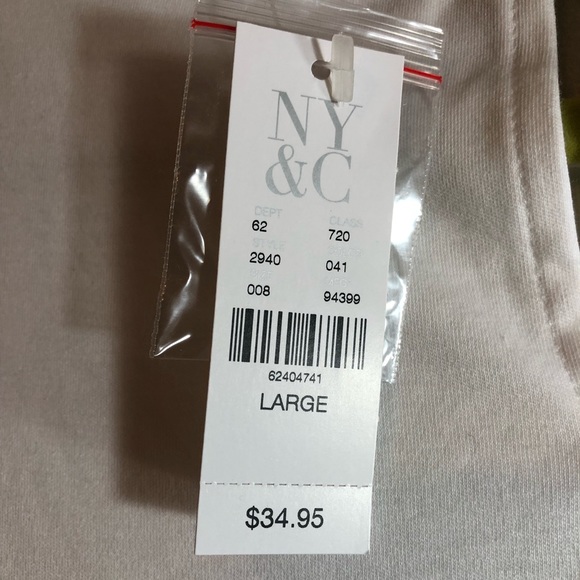 NY
&C
DEPT CLASS
62 720
STYLE
2940 041
008 94399
62404741
LARGE
$34.95